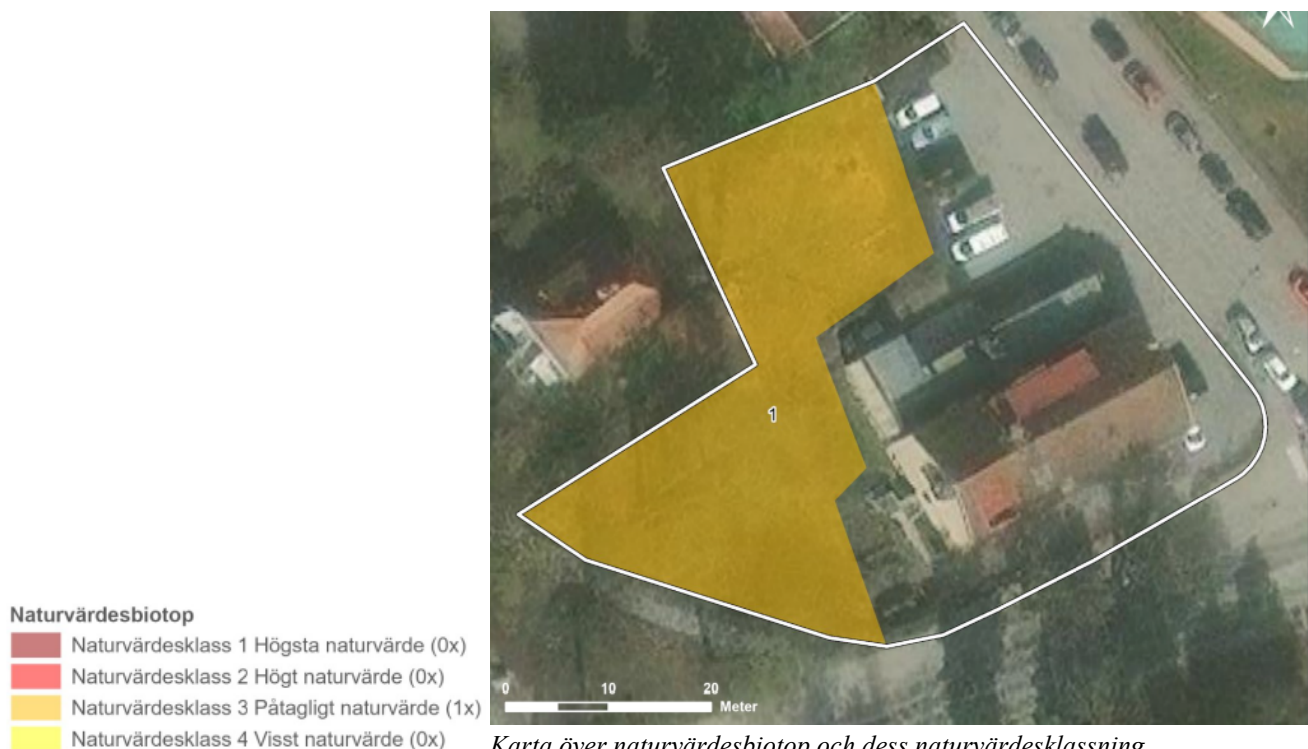 1
0 10 20
Meter
Naturvärdesbiotop
Naturvärdesklass 1 Högsta naturvärde (0x)
Naturvärdesklass 2 Högt naturvärde (0x)
Naturvärdesklass 3 Påtagligt naturvärde (1x)
Naturvärdesklass 4 Visst naturvärde (0x)
Karta över naturvärdesbiotop och dess naturvärdesklassning